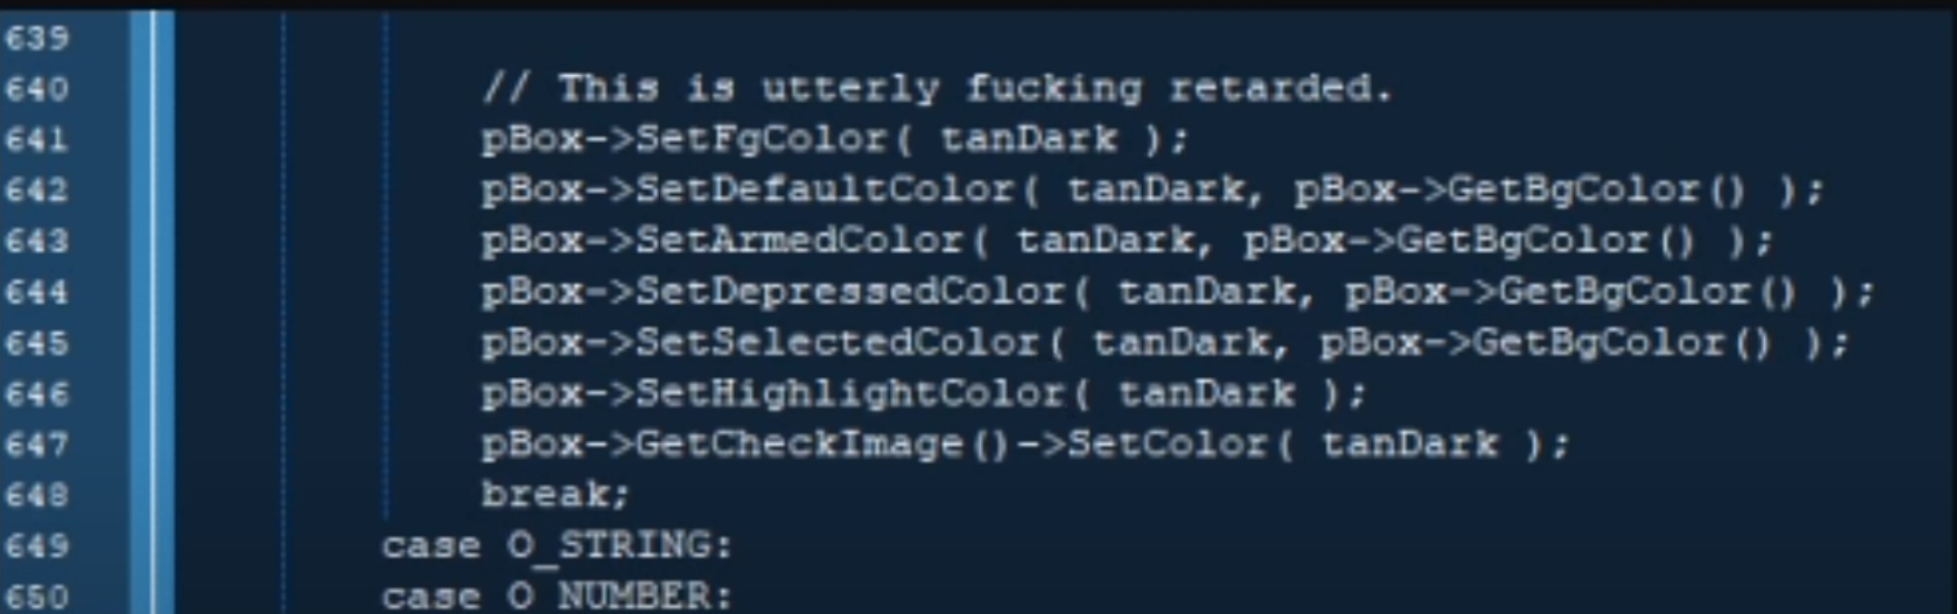 639
640 // This is utterly fucking retarded.
641 pBox->SetFgColor( tanDark );
642 pBox->SetDefaultColor( tanDark, pBox->GetBgColor() );
643 pBox->SetArmedColor( tanDark, pBox->GetBgColor() );
644 pBox->SetDepressedColor( tanDark, pBox->GetBgColor() );
645 pBox->SetSelectedColor( tanDark, pBox->GetBgColor() );
646 pBox->SetHighlightColor( tanDark );
647 pBox->GetCheckImage()->SetColor( tanDark );
648 break;
649 case O_STRING:
650 case O_NUMBER: